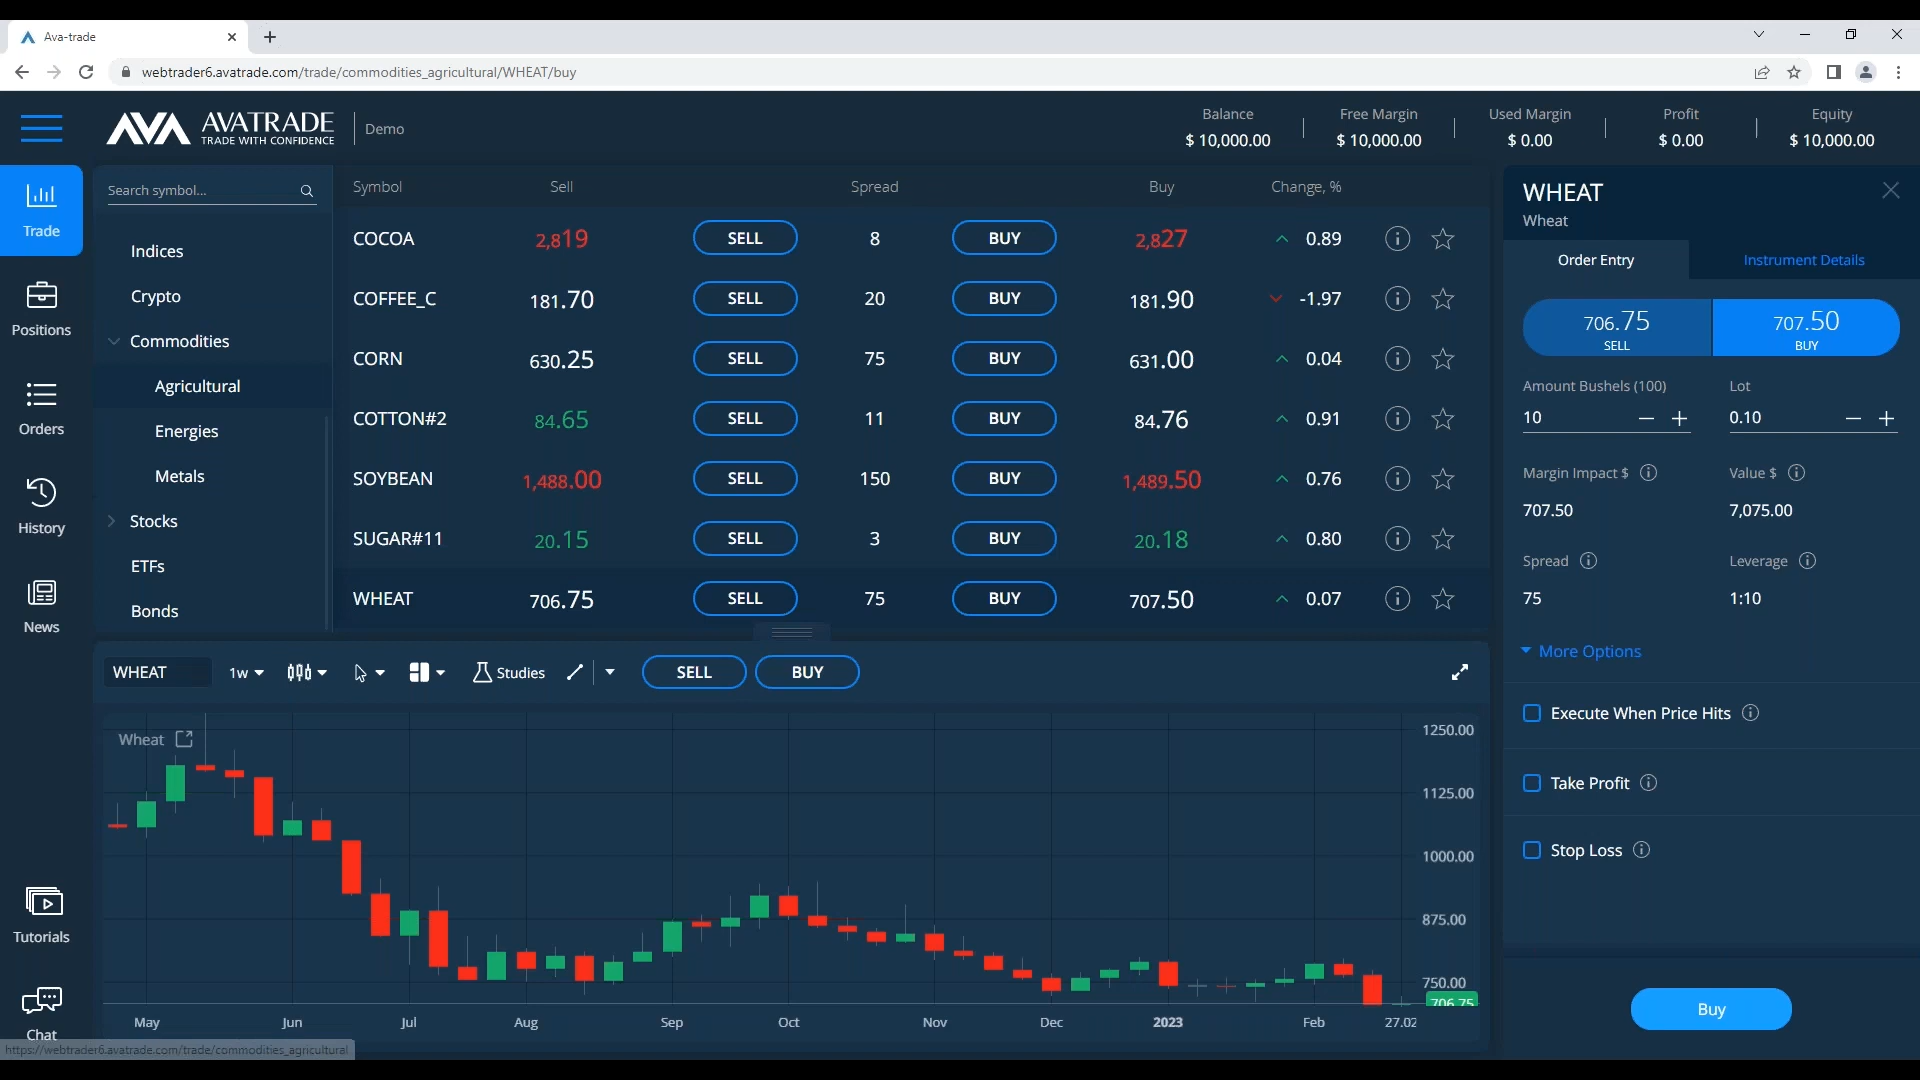 Ava-trade
webtrader6.avatrade.com/trade/commodities_agricultural/WHEAT/buy
AVA AVATRADE
TRADE WITH CONFIDENCE
Demo
Balance
$ 10,000.00
Free Margin
$ 10,000.00
Used Margin
$ 0.00
Profit
$ 0.00
Equity
$ 10,000.00
Trade
Positions
Orders
History
News
Tutorials
Chat
Search symbol...
Indices
Crypto
Commodities
Agricultural
Energies
Metals
Stocks
ETFs
Bonds
Symbol Sell Spread Buy Change, %
COCOA 2,819 SELL 8 BUY 2,827 0.89
COFFEE_C 181.70 SELL 20 BUY 181.90 -1.97
CORN 630.25 SELL 75 BUY 631.00 0.04
COTTON#2 84.65 SELL 11 BUY 84.76 0.91
SOYBEAN 1,488.00 SELL 150 BUY 1,489.50 0.76
SUGAR#11 20.15 SELL 3 BUY 20.18 0.80
WHEAT 706.75 SELL 75 BUY 707.50 0.07
WHEAT 1w Studies SELL BUY
Wheat
1250.00
1125.00
1000.00
875.00
750.00
706.75
May Jun Jul Aug Sep Oct Nov Dec 2023 Feb 27.02
https://webtrader6.avatrade.com/trade/commodities_agricultural
WHEAT
Wheat
Order Entry Instrument Details
706.75 707.50
SELL BUY
Amount Bushels (100) Lot
10 0.10
Margin Impact $ Value $
707.50 7,075.00
Spread Leverage
75 1:10
More Options
Execute When Price Hits
Take Profit
Stop Loss
Buy